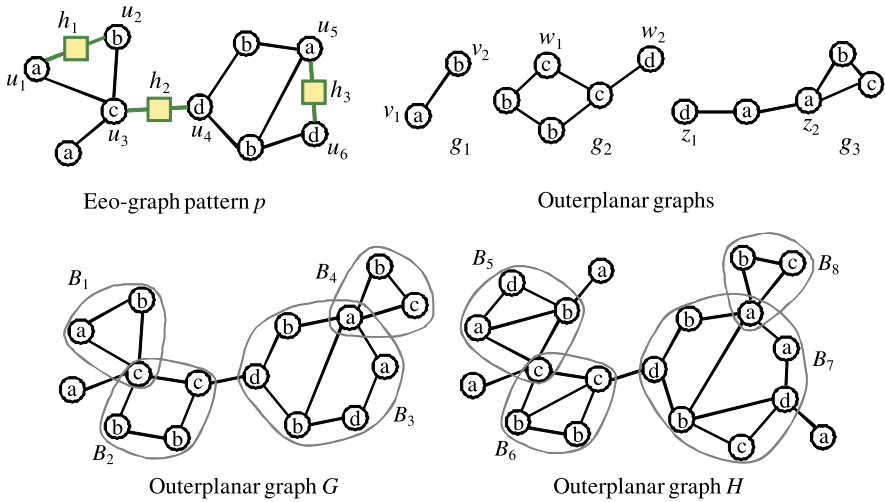 h1 u2 b u5 b a w1 w2 b
a u1 c h2 d u4 h3 v2 b c d c
u3 b d u6 v1 a b b d z1 a a z2 c
a g1 g2 g3
Eeo-graph pattern p Outerplanar graphs
B1 b B4 b c B5 d a b b c B8
a b a B3 a b a
c c d a c c d a B7
a b b b d a b b b d a
B2 B6 c
Outerplanar graph G Outerplanar graph H